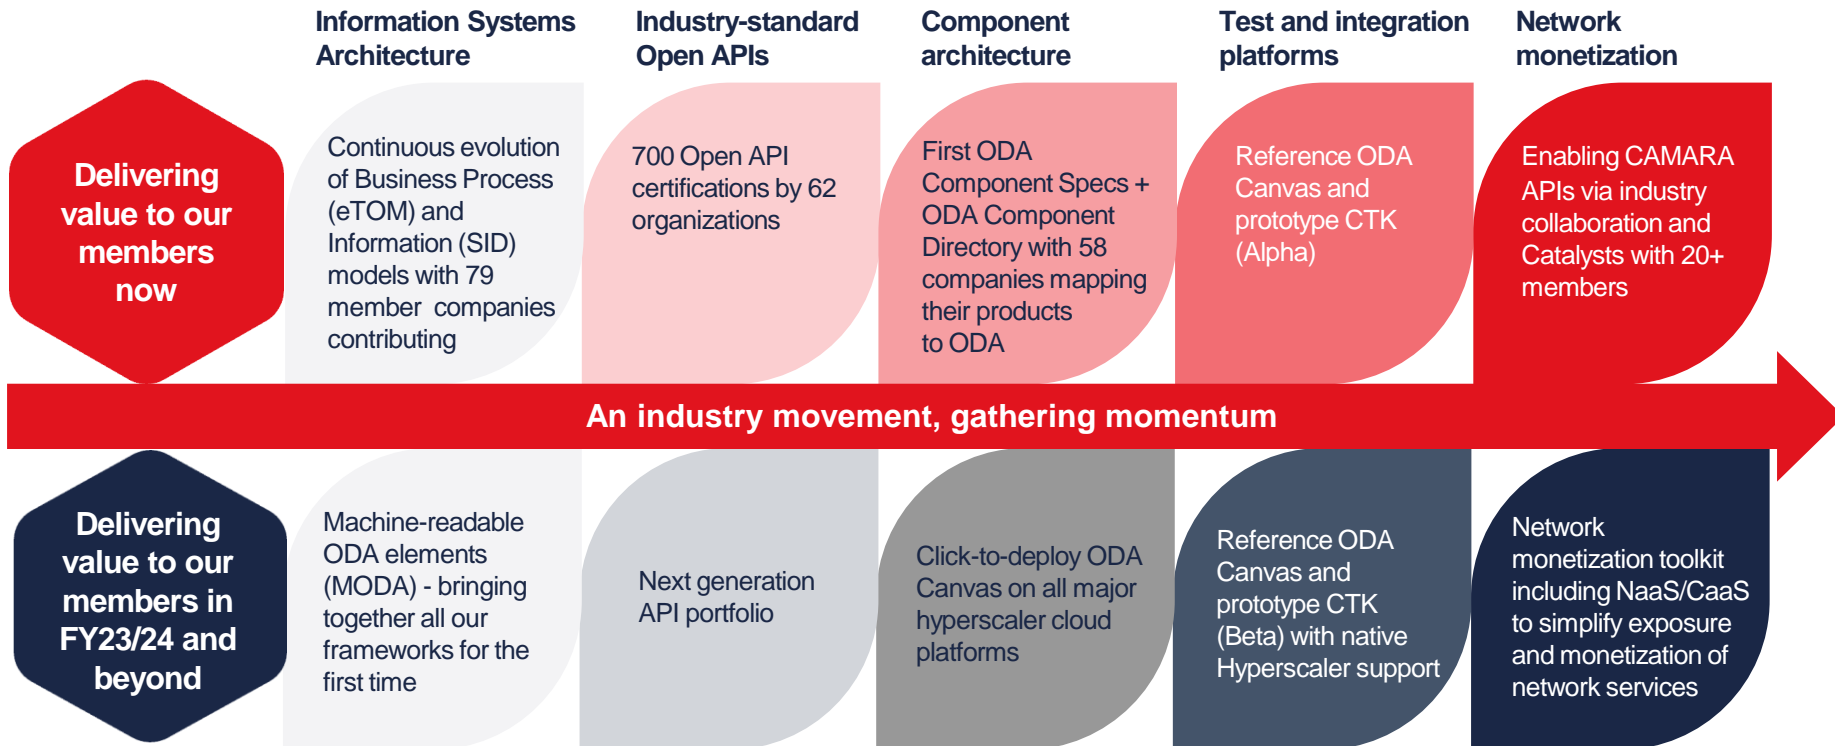 Information Systems
Architecture
Industry-standard
Open APIs
Component
architecture
Test and integration
platforms
Network
monetization
Delivering
value to our
members
now
Continuous evolution
of Business Process
(eTOM) and
Information (SID)
models with 79
member companies
contributing
700 Open API
certifications by 62
organizations
First ODA
Component Specs +
ODA Component
Directory with 58
companies mapping
their products
to ODA
Reference ODA
Canvas and
prototype CTK
(Alpha)
Enabling CAMARA
APIs via industry
collaboration and
Catalysts with 20+
members
An industry movement, gathering momentum
Delivering
value to our
members in
FY23/24 and
beyond
Machine-readable
ODA elements
(MODA) - bringing
together all our
frameworks for the
first time
Next generation
API portfolio
Click-to-deploy ODA
Canvas on all major
hyperscaler cloud
platforms
Reference ODA
Canvas and
prototype CTK
(Beta) with native
Hyperscaler support
Network
monetization toolkit
including NaaS/CaaS
to simplify exposure
and monetization of
network services